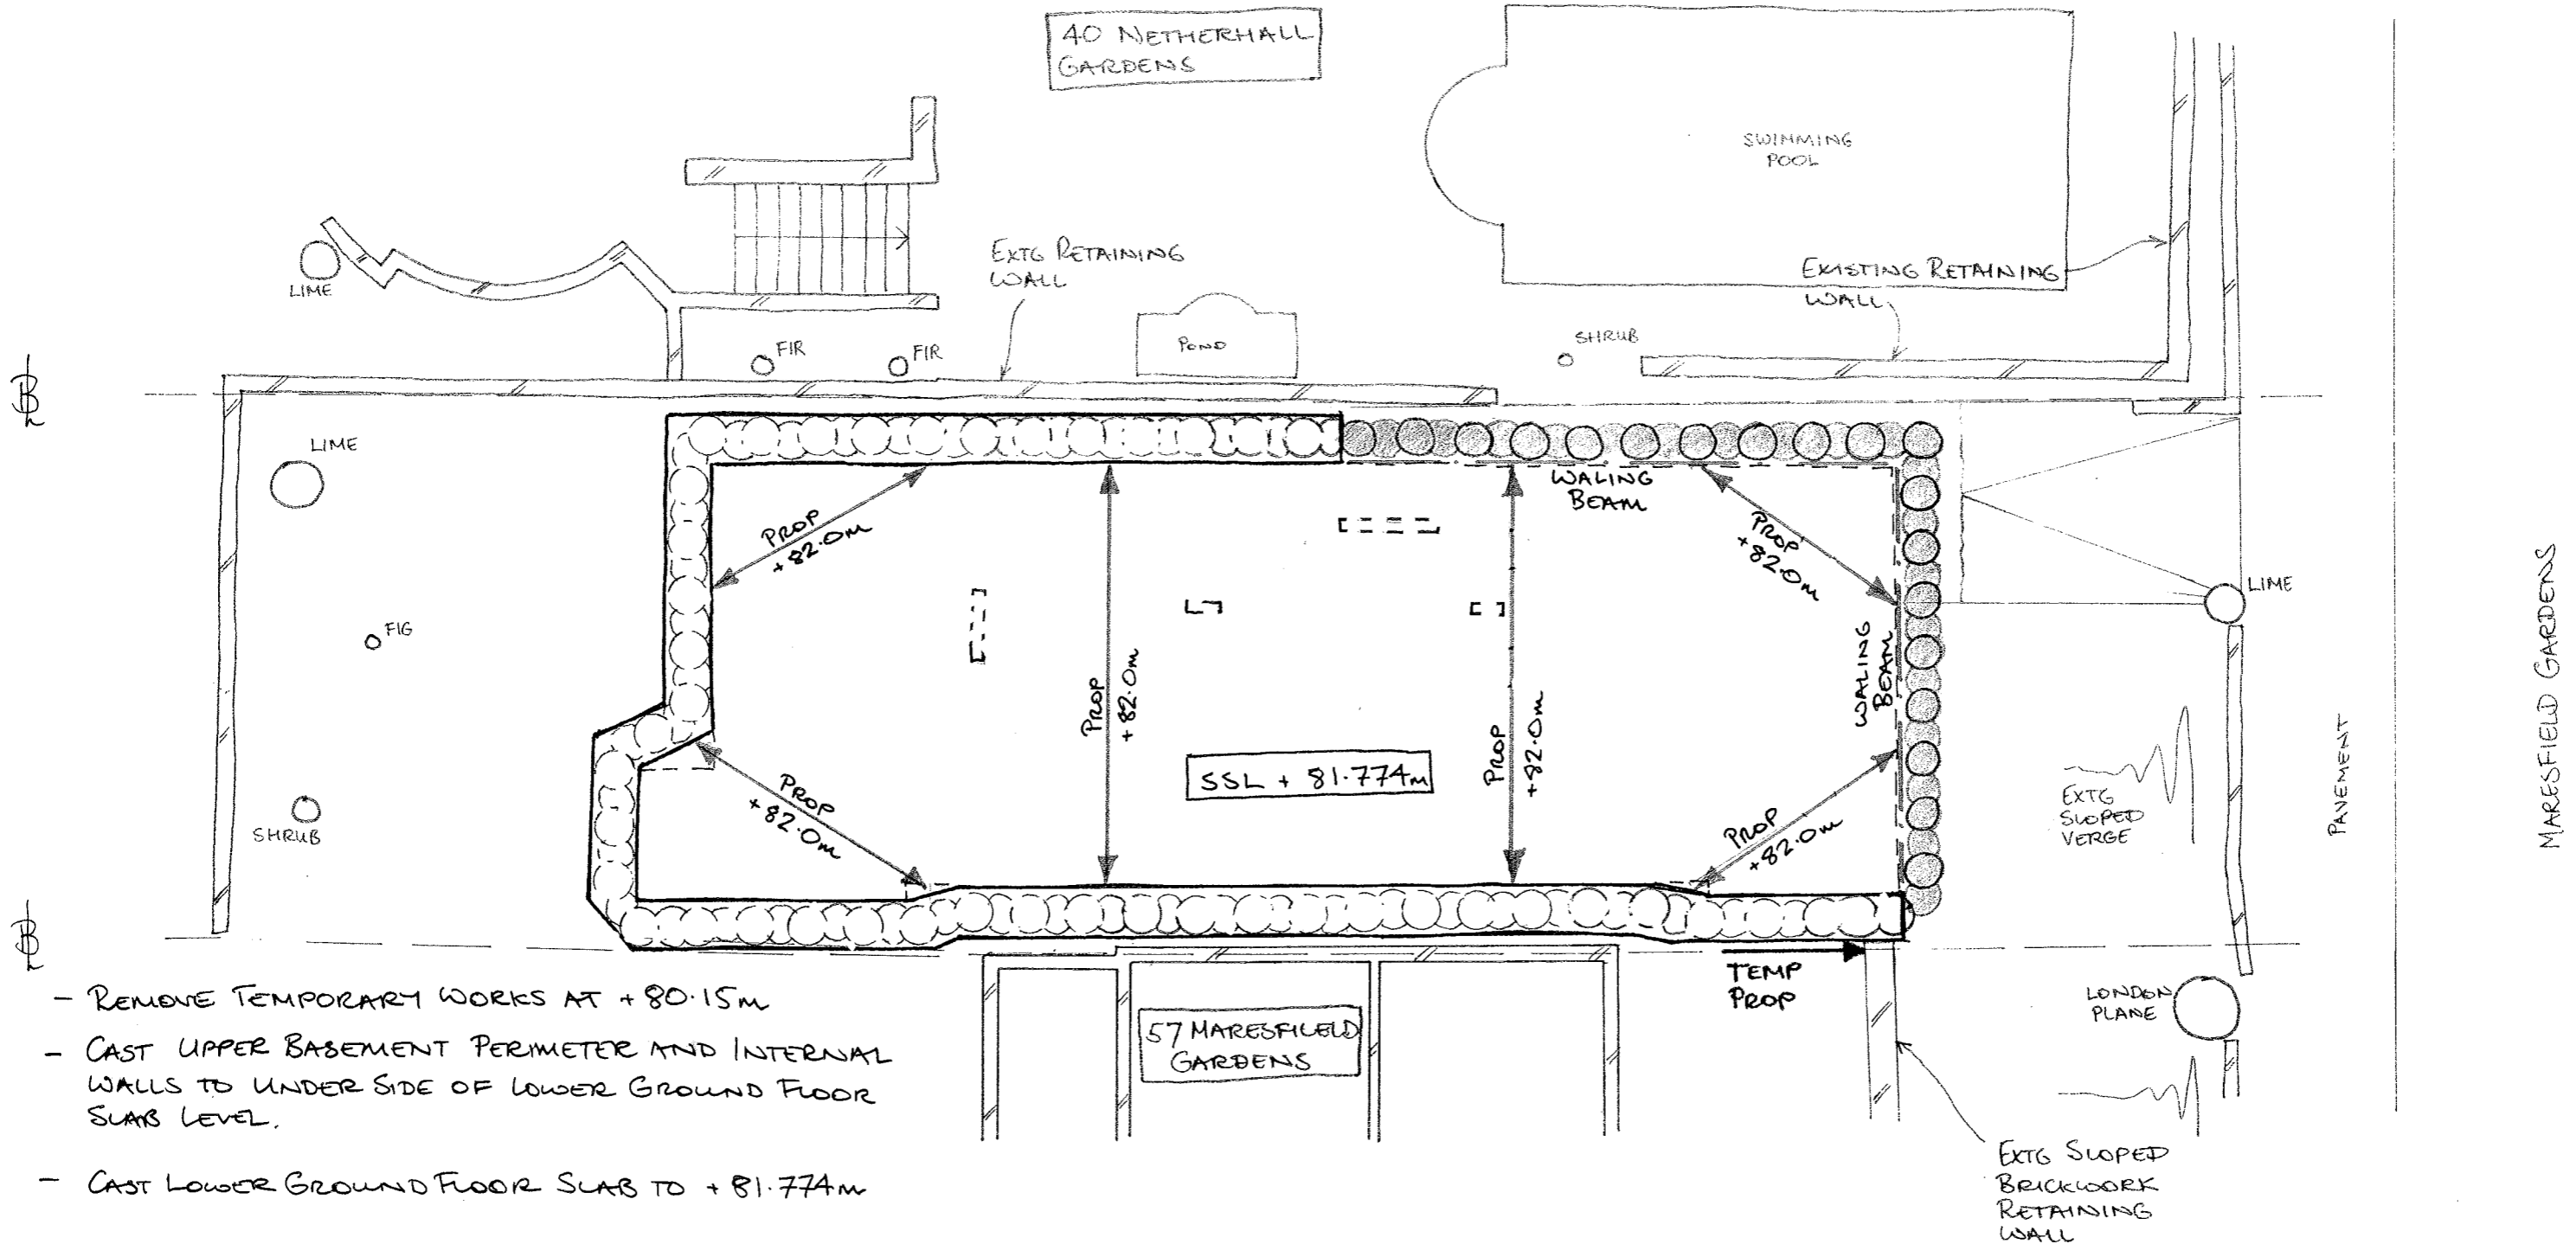 40 NETHERHALL
GARDENS
SWIMMING
POOL
EXTG RETAINING
WALL
EXISTING RETAINING
WALL
LIME
FIR
FIR
POND
SHRUB
LIME
WALING
BEAM
PROP
+82.0m
PROP
+82.0m
LIME
FIG
PROP
+82.0m
PROP
+82.0m
WALING
BEAM
MARESFIELD GARDENS
PAVEMENT
SSL + 81.774m
PROP
+82.0m
PROP
+82.0m
EXTG
SLOPED
VERGE
SHRUB
TEMP
PROP
LONDON
PLANE
- REMOVE TEMPORARY WORKS AT +80.15m
- CAST UPPER BASEMENT PERIMETER AND INTERNAL
WALLS TO UNDER SIDE OF LOWER GROUND FLOOR
SLAB LEVEL.
- CAST LOWER GROUND FLOOR SLAB TO +81.774m
57 MARESFILELD
GARDENS
EXTG SLOPED
BRICKWORK
RETAINING
WALL